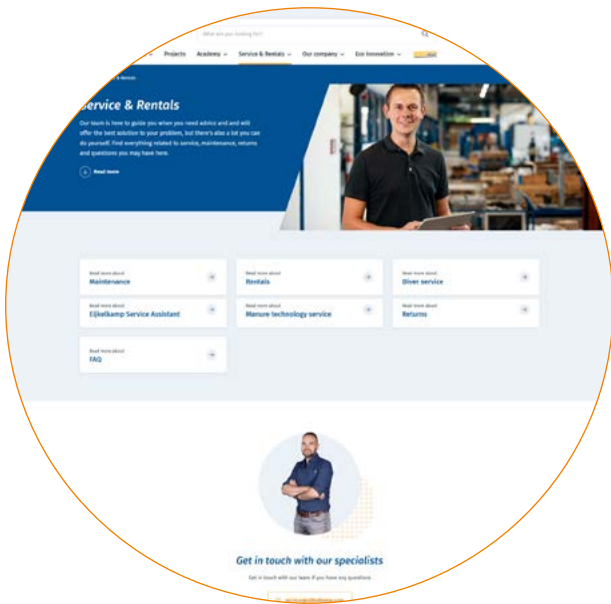 What are you looking for?
Projects Academy Service & Rentals Our company Eco innovation
Service & Rentals
Our team is here to guide you when you need advice and and will
offer the best solution to your problem, but there's also a lot you can
do yourself. Find everything related to service, maintenance, returns
and questions you may have here.
Read more
Read more about
Maintenance
Read more about
Rentals
Read more about
Diver service
Read more about
Eijkelkamp Service Assistant
Read more about
Manure technology service
Read more about
Returns
Read more about
FAQ
Get in touch with our specialists
Get in touch with our team if you have any questions.